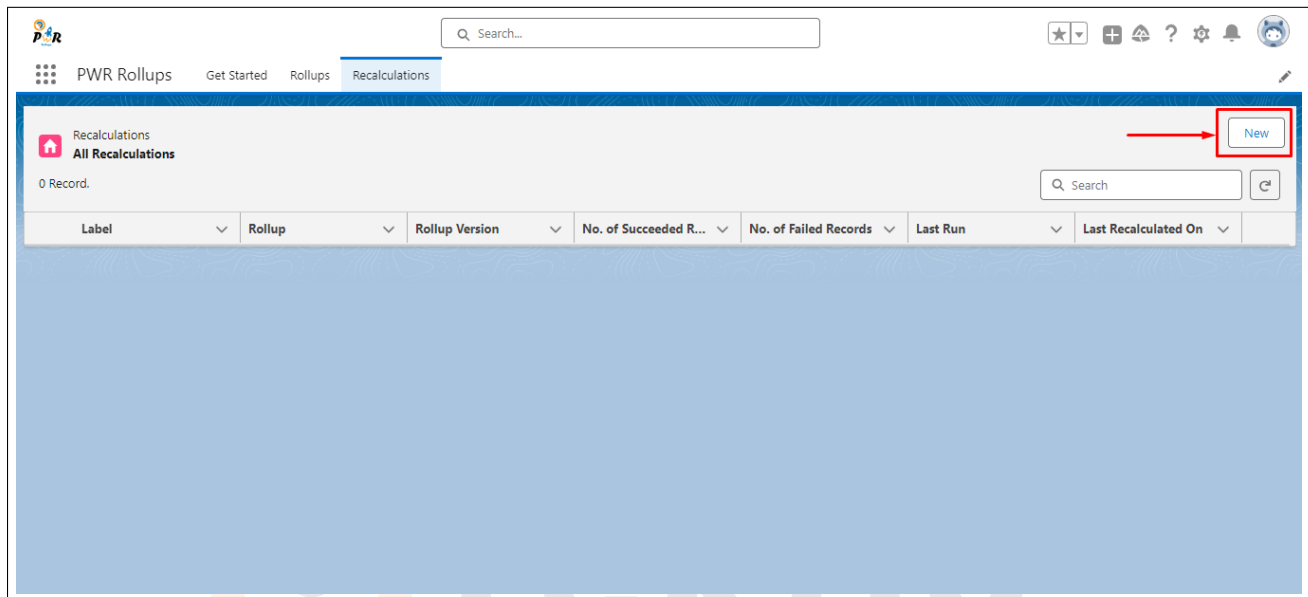 PWR
Search...
PWR Rollups Get Started Rollups Recalculations
Recalculations
All Recalculations
New
0 Record.
Search
Label Rollup Rollup Version No. of Succeeded R... No. of Failed Records Last Run Last Recalculated On